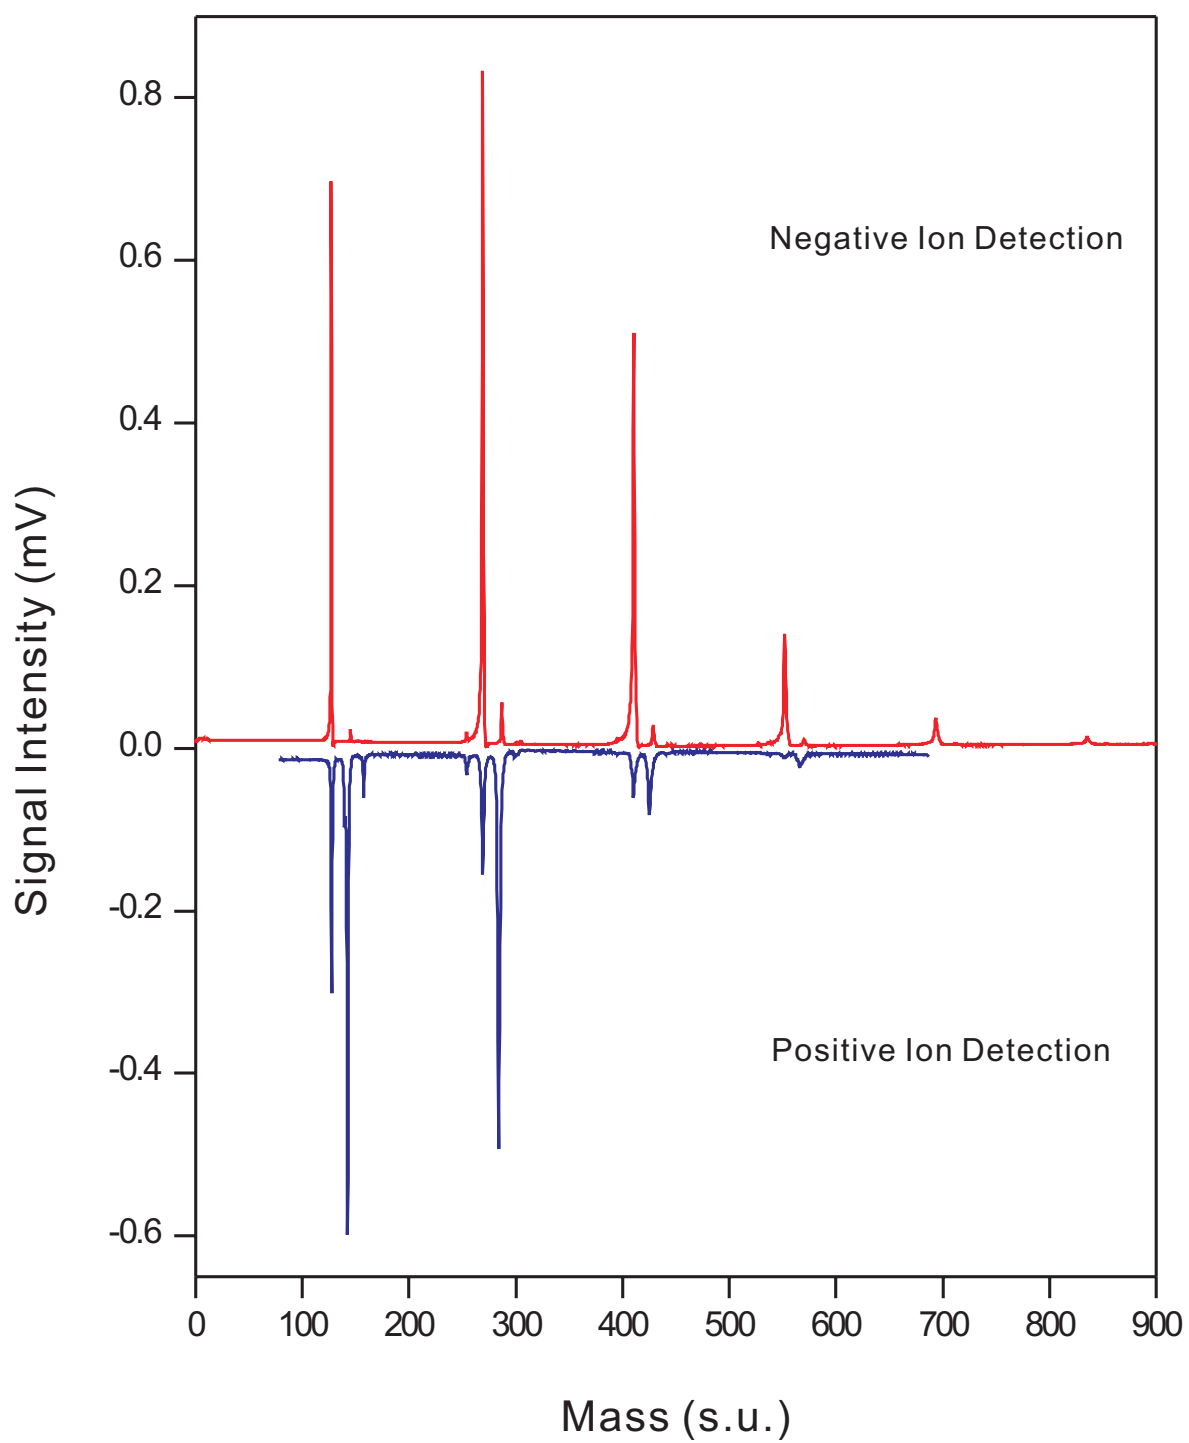 0.8
Negative Ion Detection
0.6
0.4
0.2
0.0
-0.2
-0.4
-0.6
Signal Intensity (mV)
Positive Ion Detection
0 100 200 300 400 500 600 700 800 900
Mass (s.u.)